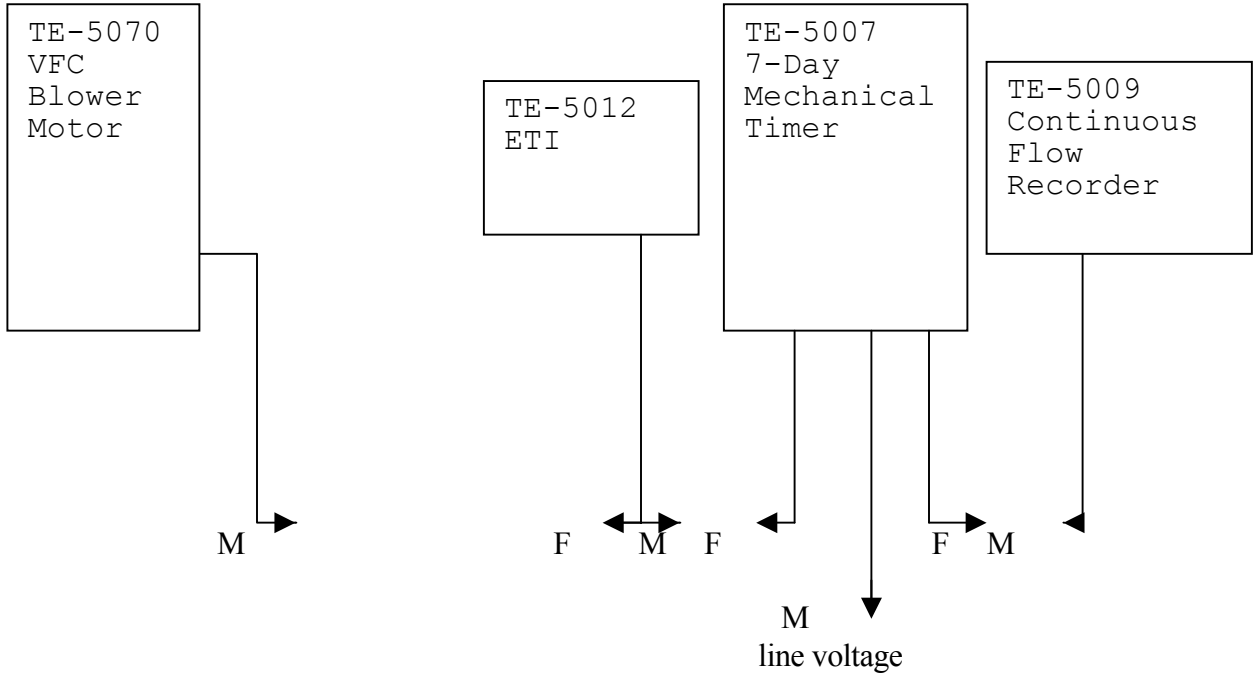 TE-5070
VFC
Blower
Motor
TE-5012
ETI
TE-5007
7-Day
Mechanical
Timer
TE-5009
Continuous
Flow
Recorder
M
F
M
F
F
M
M
line voltage